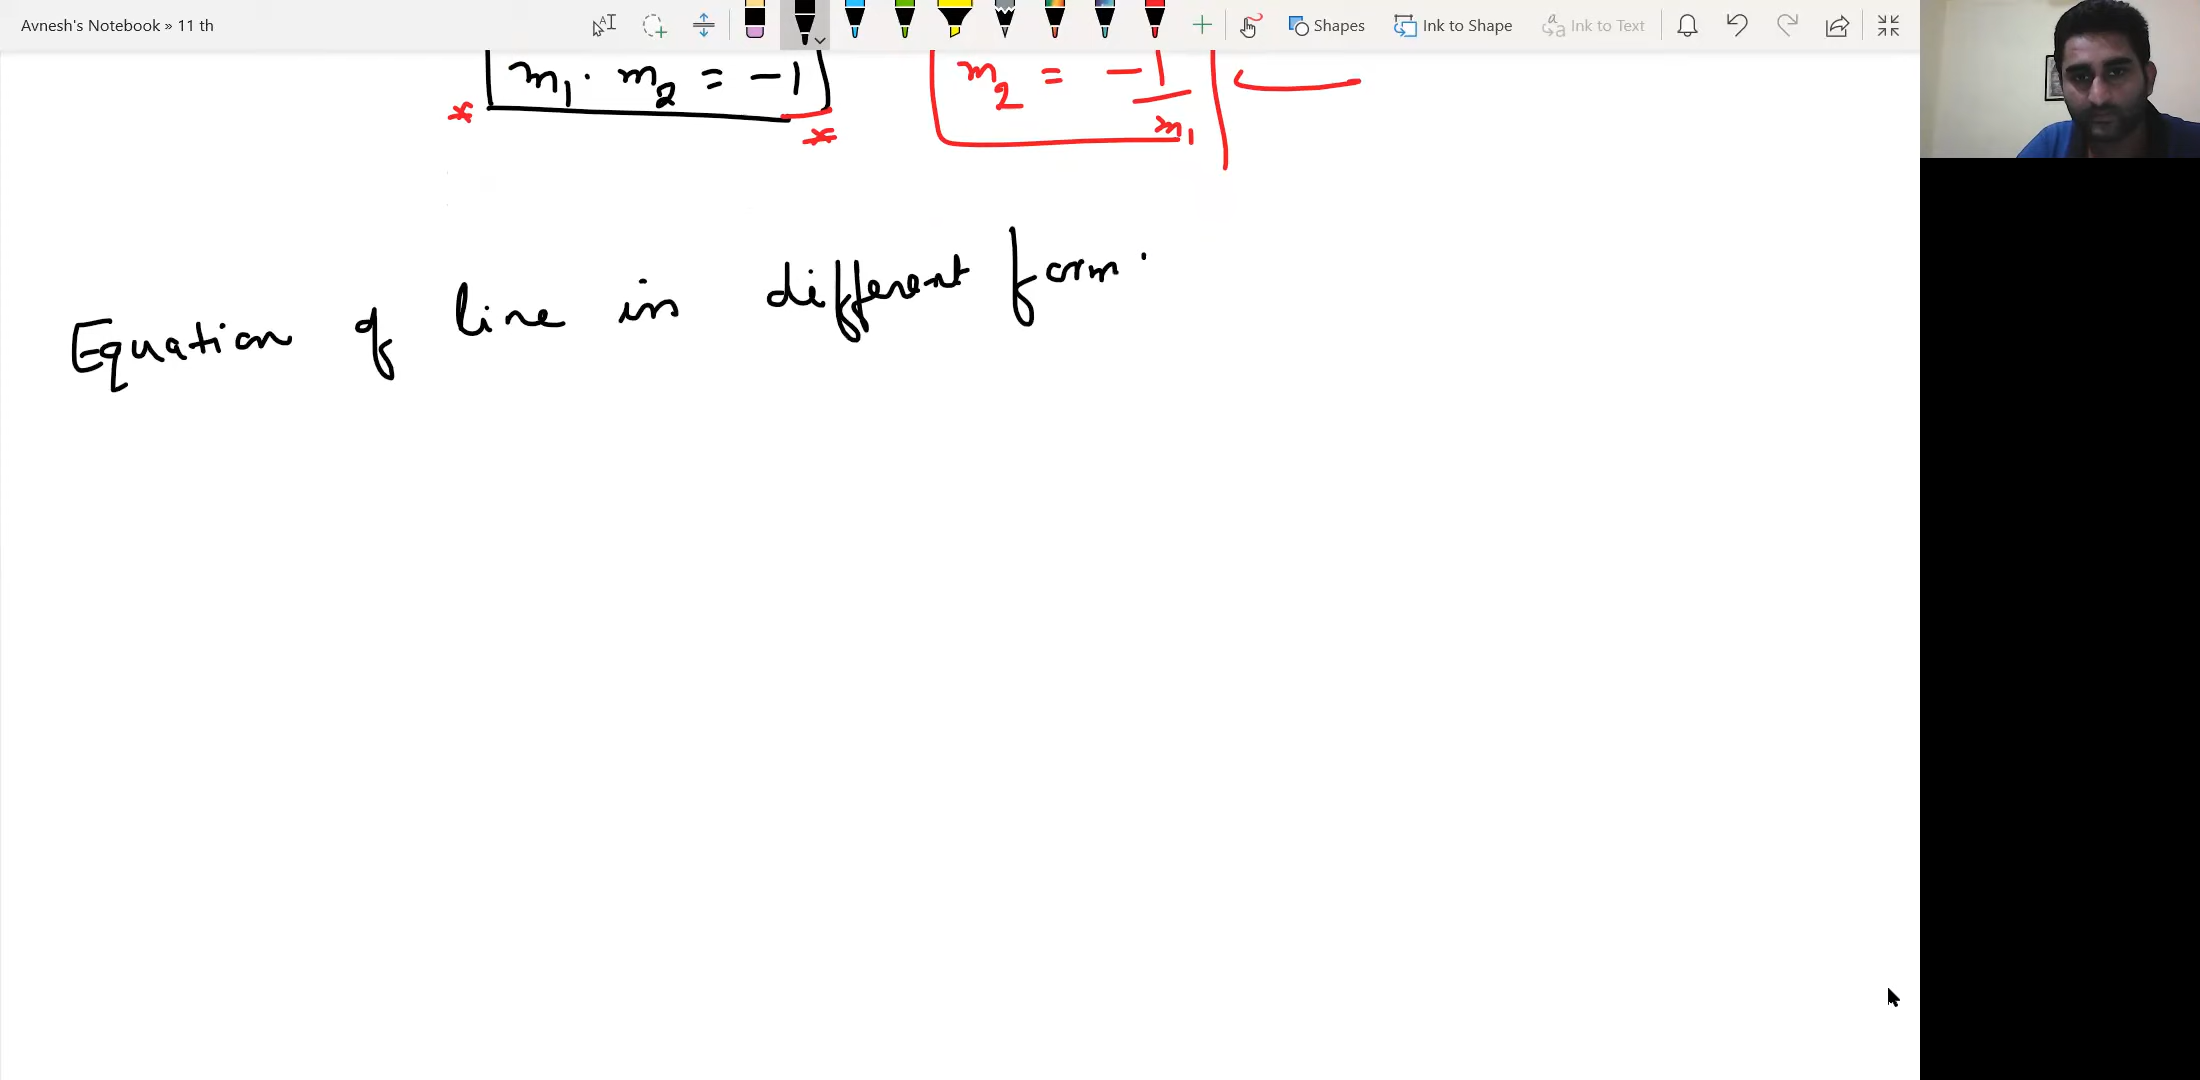 Avnesh's Notebook » 11 th Shapes Ink to Shape Ink to Text
m₁ · m₂ = -1 m₂ = -1/m₁
Equation of line in different form.